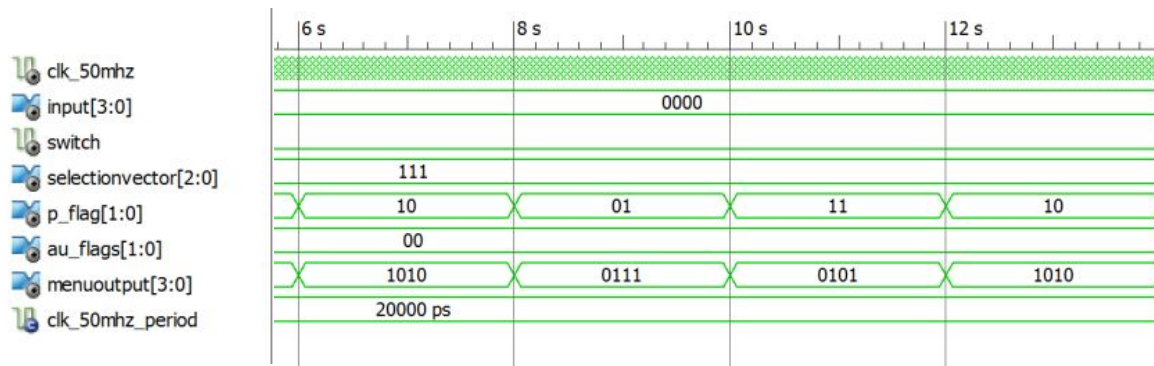 6 s 8 s 10 s 12 s
clk_50mhz
input[3:0] 0000
switch
selectionvector[2:0] 111
p_flag[1:0] 10 01 11 10
au_flags[1:0] 00
menuoutput[3:0] 1010 0111 0101 1010
clk_50mhz_period 20000 ps